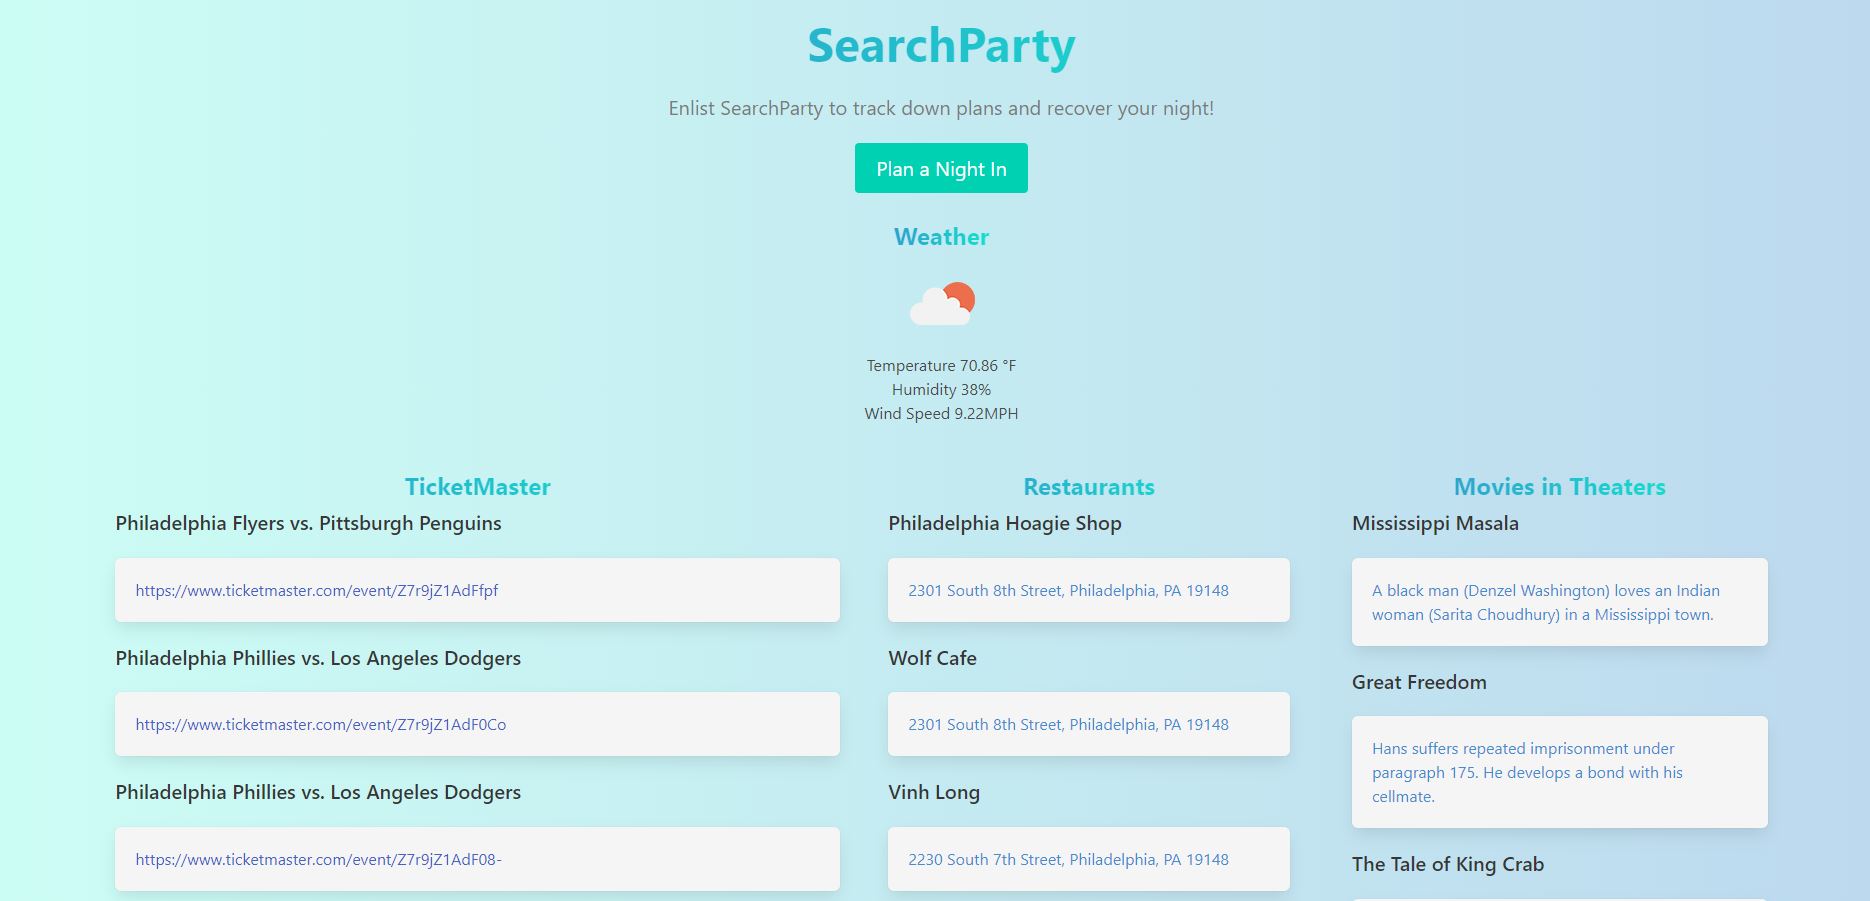 SearchParty
Enlist SearchParty to track down plans and recover your night!
Plan a Night In
Weather
Temperature 70.86 °F
Humidity 38%
Wind Speed 9.22MPH
TicketMaster
Philadelphia Flyers vs. Pittsburgh Penguins
https://www.ticketmaster.com/event/Z7r9jZ1AdFfpf
Philadelphia Phillies vs. Los Angeles Dodgers
https://www.ticketmaster.com/event/Z7r9jZ1AdF0Co
Philadelphia Phillies vs. Los Angeles Dodgers
https://www.ticketmaster.com/event/Z7r9jZ1AdF08-
Restaurants
Philadelphia Hoagie Shop
2301 South 8th Street, Philadelphia, PA 19148
Wolf Cafe
2301 South 8th Street, Philadelphia, PA 19148
Vinh Long
2230 South 7th Street, Philadelphia, PA 19148
Movies in Theaters
Mississippi Masala
A black man (Denzel Washington) loves an Indian
woman (Sarita Choudhury) in a Mississippi town.
Great Freedom
Hans suffers repeated imprisonment under
paragraph 175. He develops a bond with his
cellmate.
The Tale of King Crab